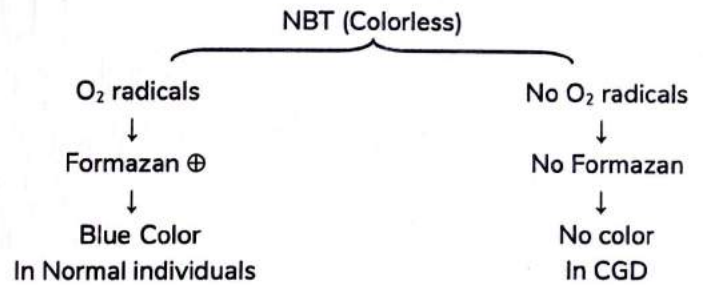 NBT (Colorless)
O₂ radicals
No O₂ radicals
↓
↓
Formazan ⊕
No Formazan
↓
↓
Blue Color
No color
In Normal individuals
In CGD